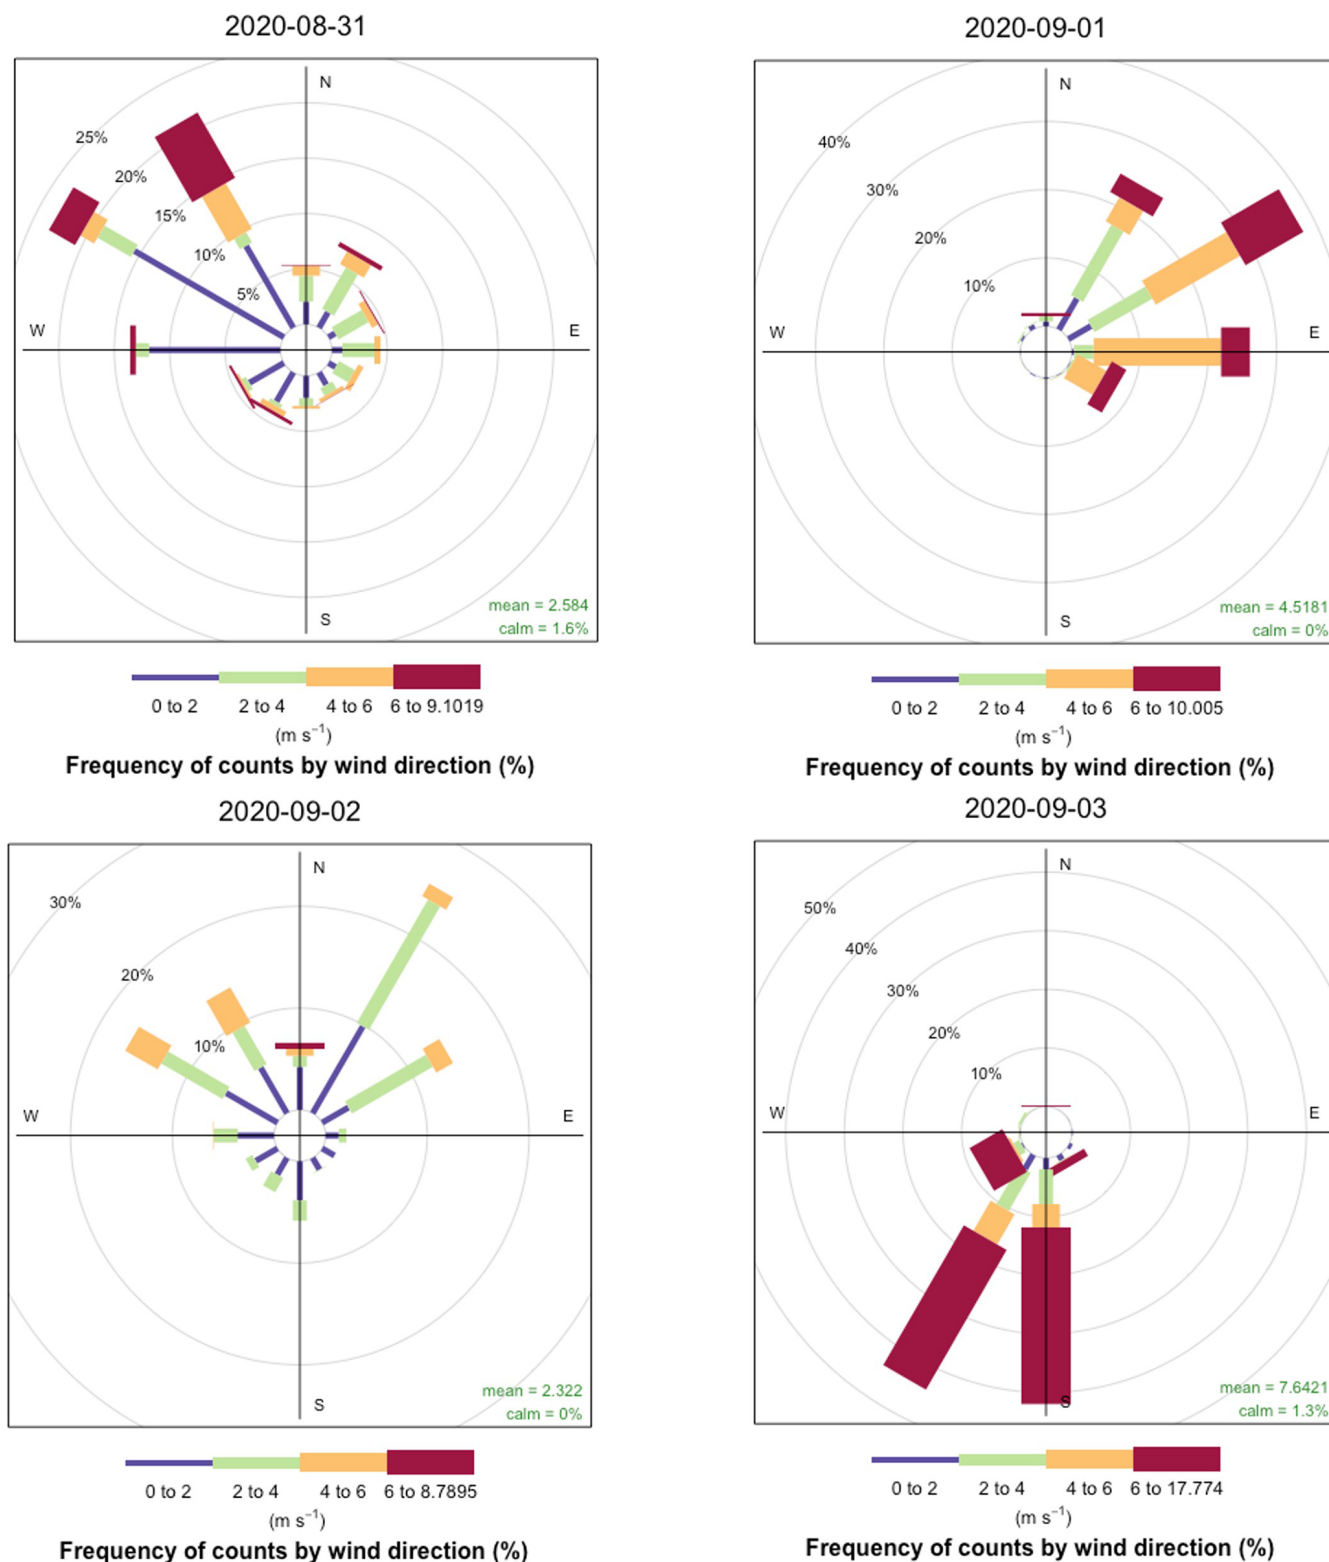 2020-08-31
N
25%
20%
15%
10%
5%
W
E
S
mean = 2.584
calm = 1.6%
0 to 2 2 to 4 4 to 6 6 to 9.1019
(m s⁻¹)
Frequency of counts by wind direction (%)
2020-09-01
N
40%
30%
20%
10%
W
E
S
mean = 4.5181
calm = 0%
0 to 2 2 to 4 4 to 6 6 to 10.005
(m s⁻¹)
Frequency of counts by wind direction (%)
2020-09-02
N
30%
20%
10%
W
E
S
mean = 2.322
calm = 0%
0 to 2 2 to 4 4 to 6 6 to 8.7895
(m s⁻¹)
Frequency of counts by wind direction (%)
2020-09-03
N
50%
40%
30%
20%
10%
W
E
S
mean = 7.6421
calm = 1.3%
0 to 2 2 to 4 4 to 6 6 to 17.774
(m s⁻¹)
Frequency of counts by wind direction (%)